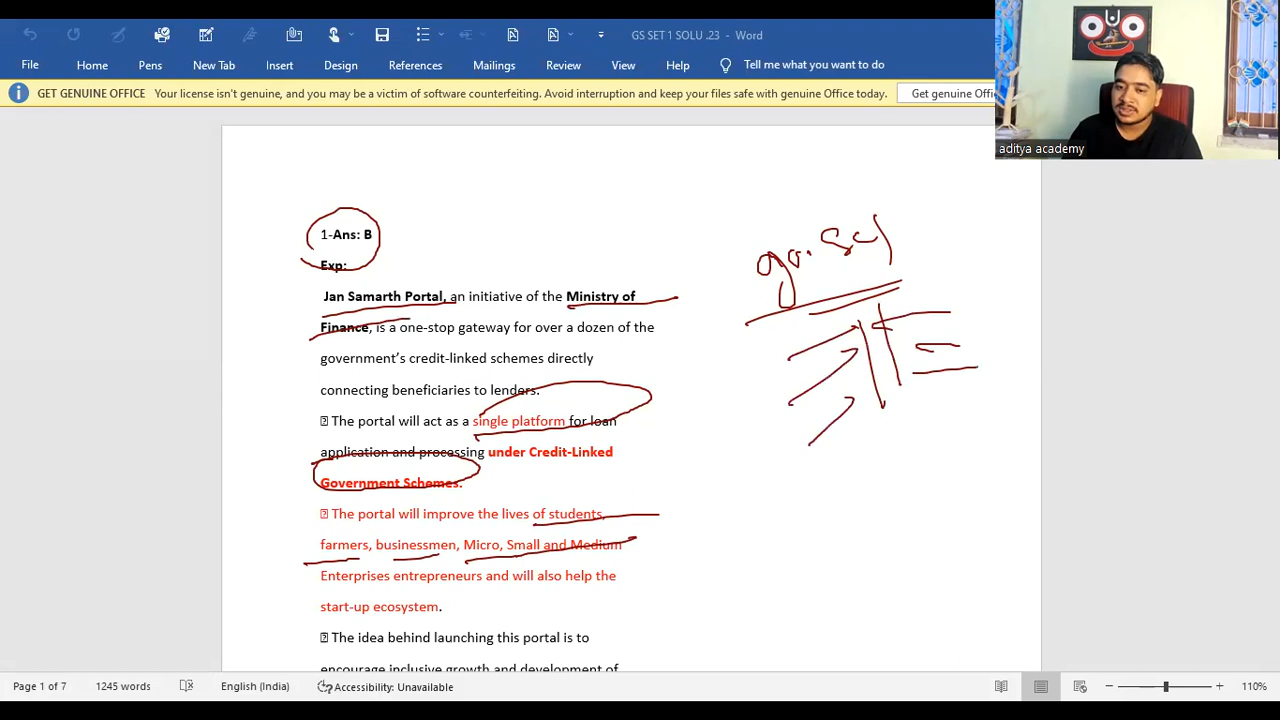 GS SET 1 SOLU .23 - Word
File Home Pens New Tab Insert Design References Mailings Review View Help Tell me what you want to do
GET GENUINE OFFICE Your license isn't genuine, and you may be a victim of software counterfeiting. Avoid interruption and keep your files safe with genuine Office today. Get genuine Office
aditya academy
1-Ans: B
Exp:
Jan Samarth Portal, an initiative of the Ministry of
Finance, is a one-stop gateway for over a dozen of the
government's credit-linked schemes directly
connecting beneficiaries to lenders.
The portal will act as a single platform for loan
application and processing under Credit-Linked
Government Schemes.
The portal will improve the lives of students,
farmers, businessmen, Micro, Small and Medium
Enterprises entrepreneurs and will also help the
start-up ecosystem.
The idea behind launching this portal is to
encourage inclusive growth and development of
Page 1 of 7 1245 words English (India) Accessibility: Unavailable 110%